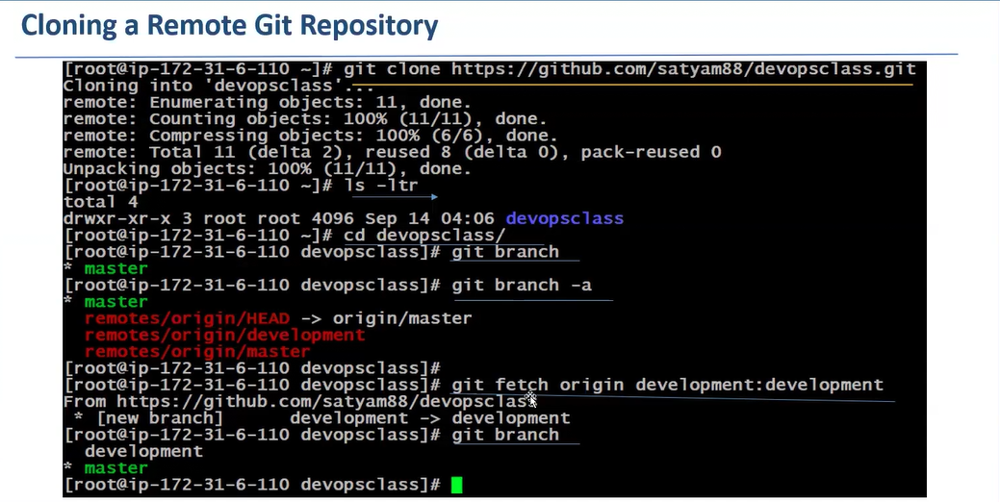 Cloning a Remote Git Repository
[root@ip-172-31-6-110 ~]# git clone https://github.com/satyam88/devopsclass.git
Cloning into 'devopsclass'...
remote: Enumerating objects: 11, done.
remote: Counting objects: 100% (11/11), done.
remote: Compressing objects: 100% (6/6), done.
remote: Total 11 (delta 2), reused 8 (delta 0), pack-reused 0
Unpacking objects: 100% (11/11), done.
[root@ip-172-31-6-110 ~]# ls -ltr
total 4
drwxr-xr-x 3 root root 4096 Sep 14 04:06 devopsclass
[root@ip-172-31-6-110 ~]# cd devopsclass/
[root@ip-172-31-6-110 devopsclass]# git branch
* master
[root@ip-172-31-6-110 devopsclass]# git branch -a
* master
  remotes/origin/HEAD -> origin/master
  remotes/origin/development
  remotes/origin/master
[root@ip-172-31-6-110 devopsclass]#
[root@ip-172-31-6-110 devopsclass]# git fetch origin development:development
From https://github.com/satyam88/devopsclass
 * [new branch]      development -> development
[root@ip-172-31-6-110 devopsclass]# git branch
  development
* master
[root@ip-172-31-6-110 devopsclass]#